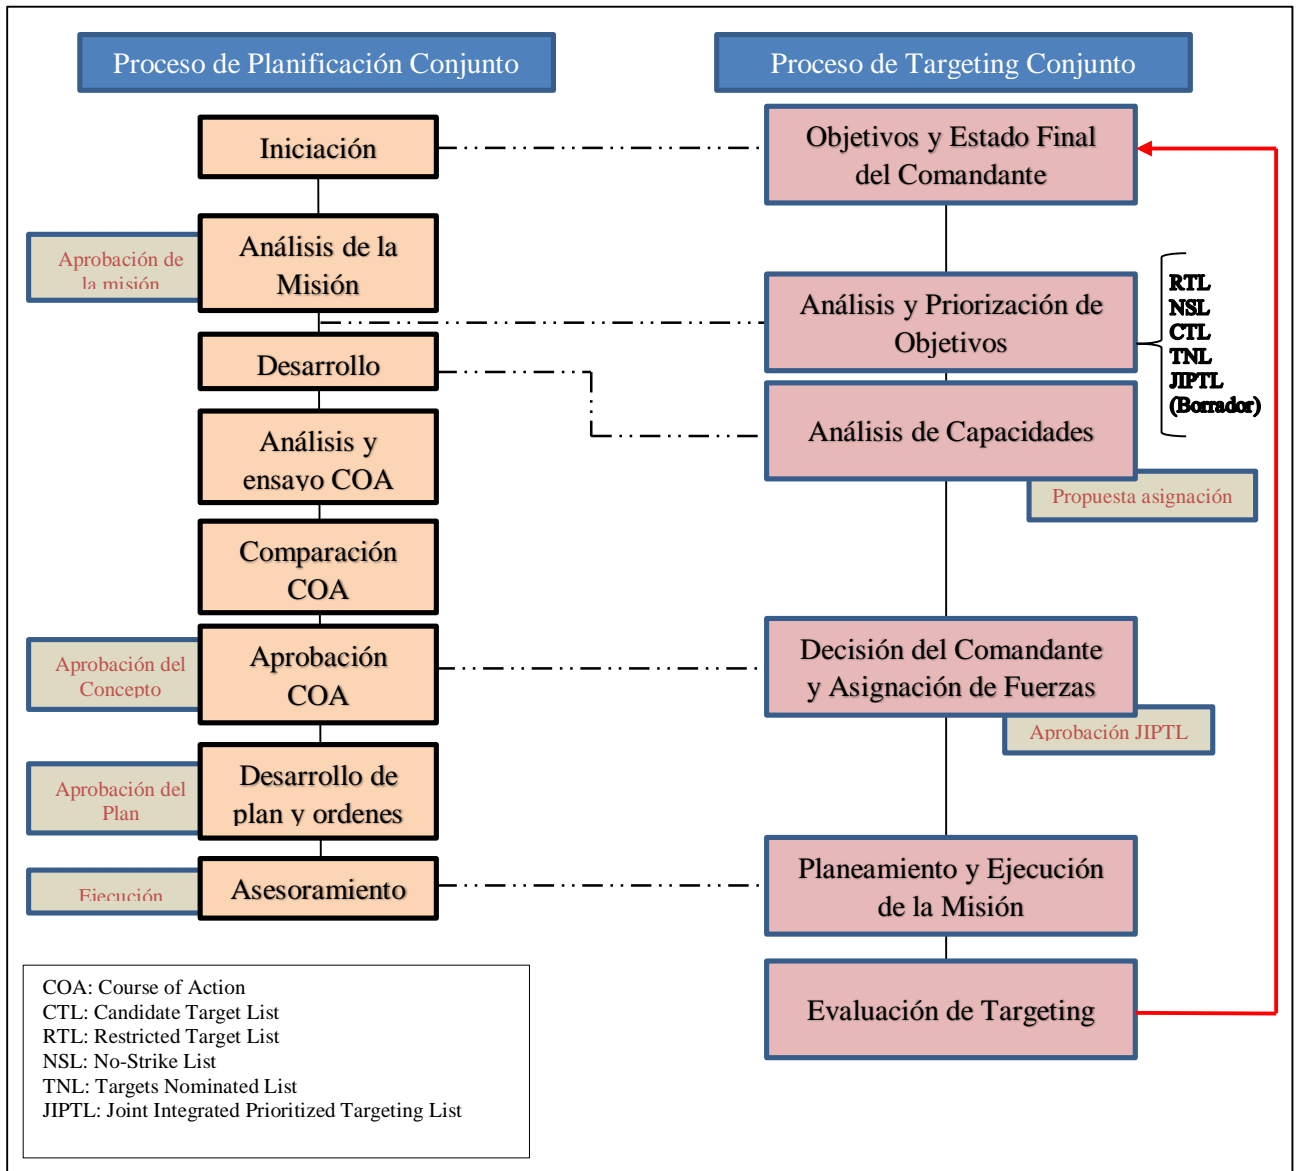 Proceso de Planificación Conjunto
Iniciación
Análisis de la
Misión
Aprobación de
la misión
Desarrollo
Análisis y
ensayo COA
Comparación
COA
Aprobación
COA
Aprobación del
Concepto
Desarrollo de
plan y ordenes
Aprobación del
Plan
Asesoramiento
Ejecución
Proceso de Targeting Conjunto
Objetivos y Estado Final
del Comandante
Análisis y Priorización de
Objetivos
RTL
NSL
CTL
TNL
JIPTL
(Borrador)
Análisis de Capacidades
Propuesta asignación
Decisión del Comandante
y Asignación de Fuerzas
Aprobación JIPTL
Planeamiento y Ejecución
de la Misión
Evaluación de Targeting
COA: Course of Action
CTL: Candidate Target List
RTL: Restricted Target List
NSL: No-Strike List
TNL: Targets Nominated List
JIPTL: Joint Integrated Prioritized Targeting List